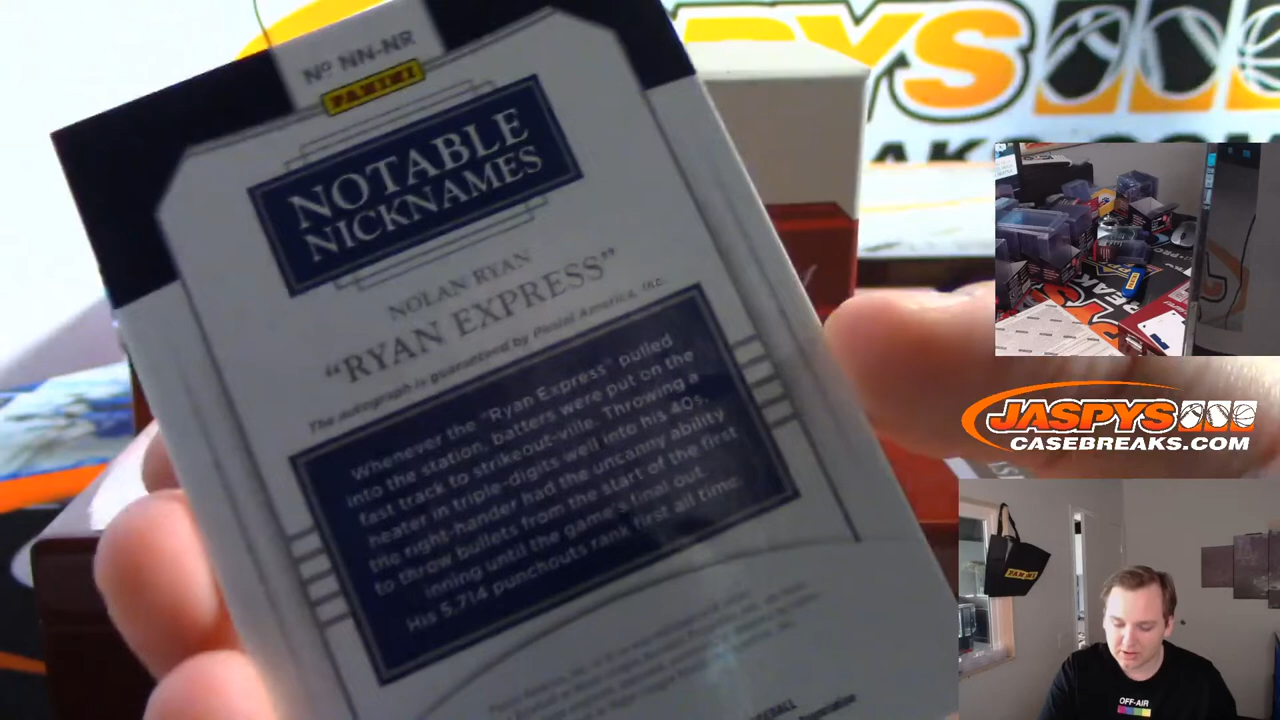 Nº NN-NR
PANINI
NOTABLE
NICKNAMES
NOLAN RYAN
"RYAN EXPRESS"
The autograph is guaranteed by Panini America, Inc.
Whenever the "Ryan Express" pulled
into the station, batters were put on the
fast track to strikeout-ville. Throwing a
heater in triple-digits well into his 40s,
the right-hander had the uncanny ability
to throw bullets from the start of the first
inning until the game's final out.
His 5,714 punchouts rank first all time.
JASPYS
CASEBREAKS.COM
PANINI
OFF-AIR